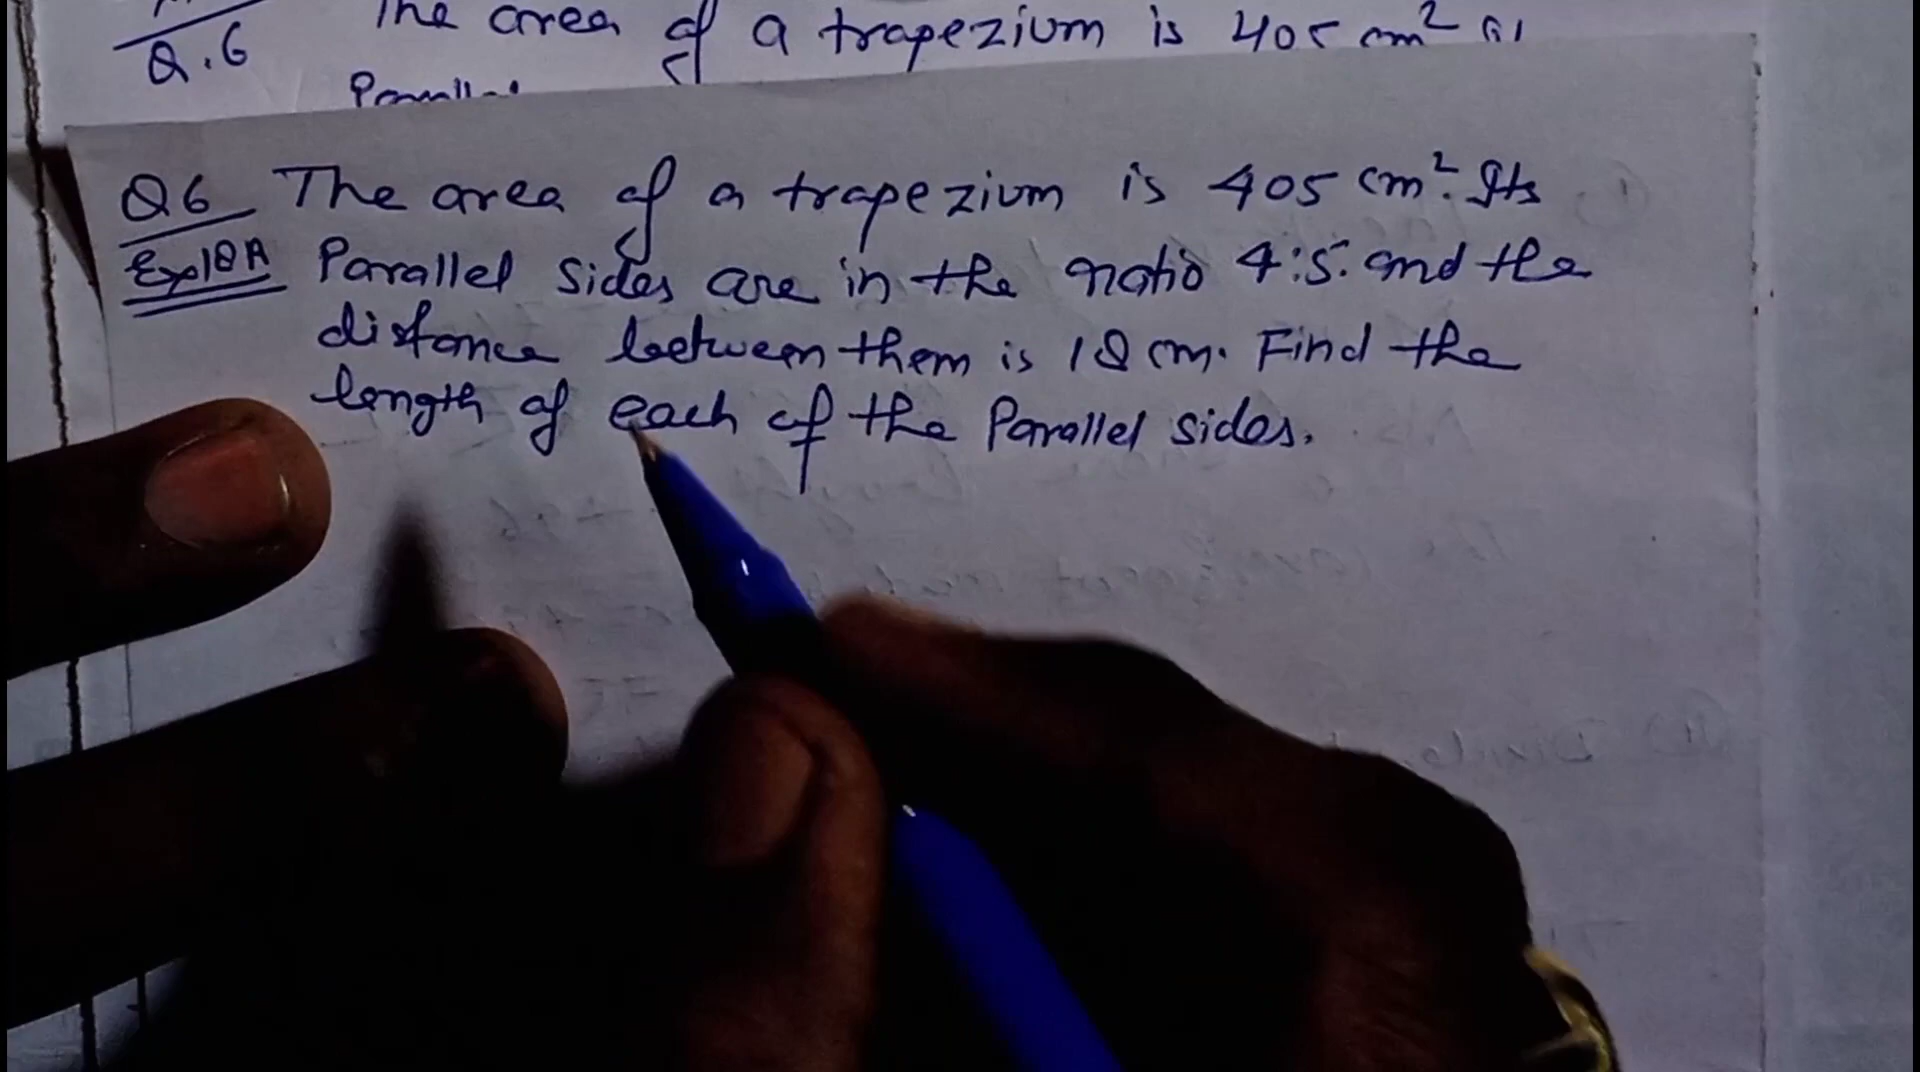 Q.6 The area of a trapezium is 405 cm²
Parallel
Q6 The area of a trapezium is 405 cm². Its
Ex18A Parallel sides are in the ratio 4:5. and the
distance between them is 18 cm. Find the
length of each of the Parallel sides.